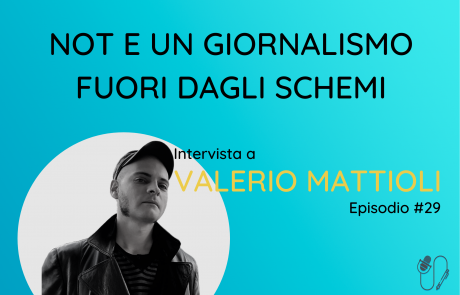 NOT E UN GIORNALISMO
FUORI DAGLI SCHEMI
Intervista a
VALERIO MATTIOLI
Episodio #29